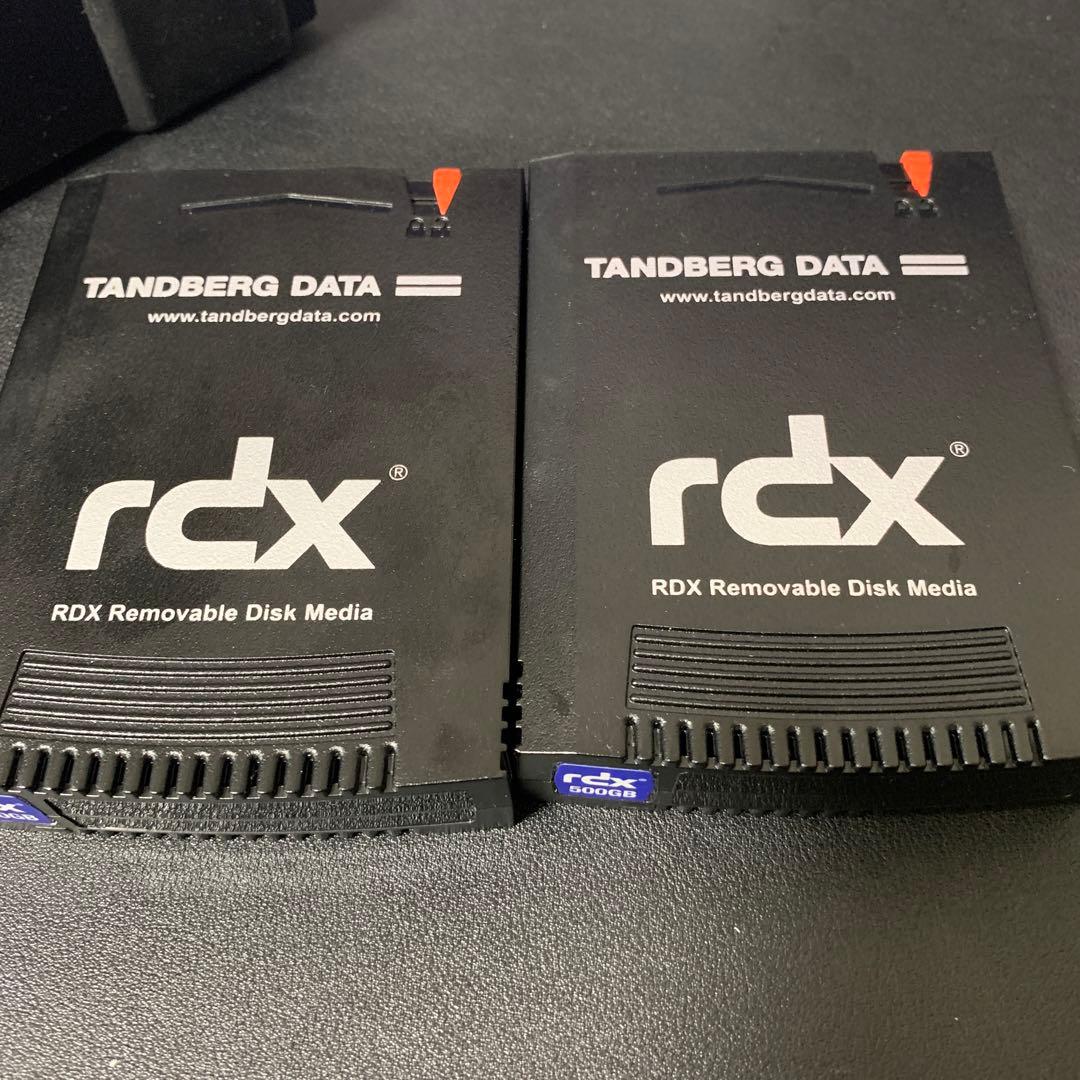 TANDBERG DATA
www.tandbergdata.com
rdx®
RDX Removable Disk Media
TANDBERG DATA
www.tandbergdata.com
rdx®
RDX Removable Disk Media
rdx
500GB